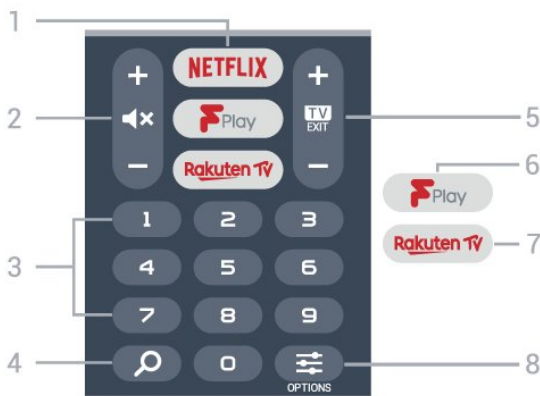 1
NETFLIX
+ +
2
Play
TV
EXIT
5
- -
Rakuten TV
6
Play
1 2 3
Rakuten TV
7
3
4 5 6
7 8 9
4
0
8
OPTIONS